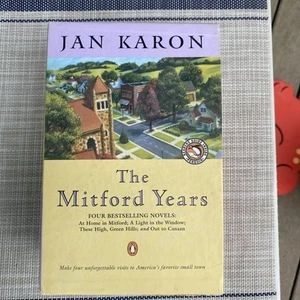 JAN KARON
The
Mitford Years
FOUR BESTSELLING NOVELS:
At Home in Mitford; A Light in the Window;
These High, Green Hills; and Out to Canaan
Make four unforgettable visits to America's favorite small town